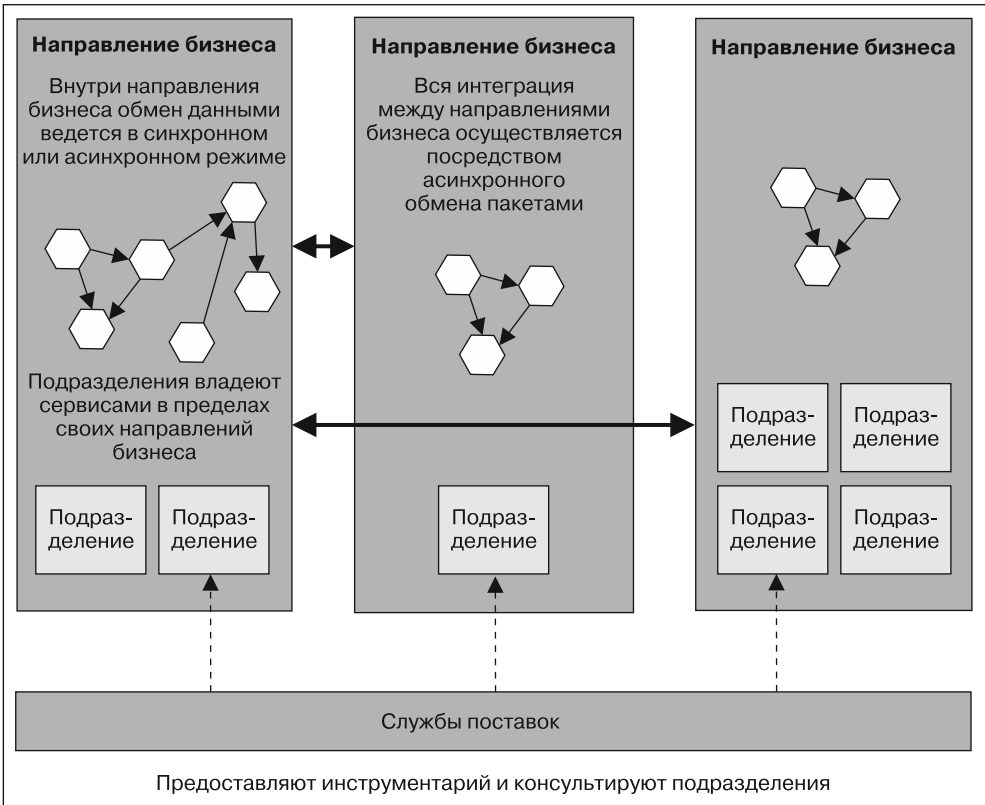 Направление бизнеса
Внутри направления
бизнеса обмен данными
ведется в синхронном
или асинхронном режиме
Подразделения владеют
сервисами в пределах
своих направлений
бизнеса
Подраз-
деление
Подраз-
деление
Направление бизнеса
Вся интеграция
между направлениями
бизнеса осуществляется
посредством
асинхронного
обмена пакетами
Подраз-
деление
Направление бизнеса
Подраз-
деление
Подраз-
деление
Подраз-
деление
Подраз-
деление
Службы поставок
Предоставляют инструментарий и консультируют подразделения